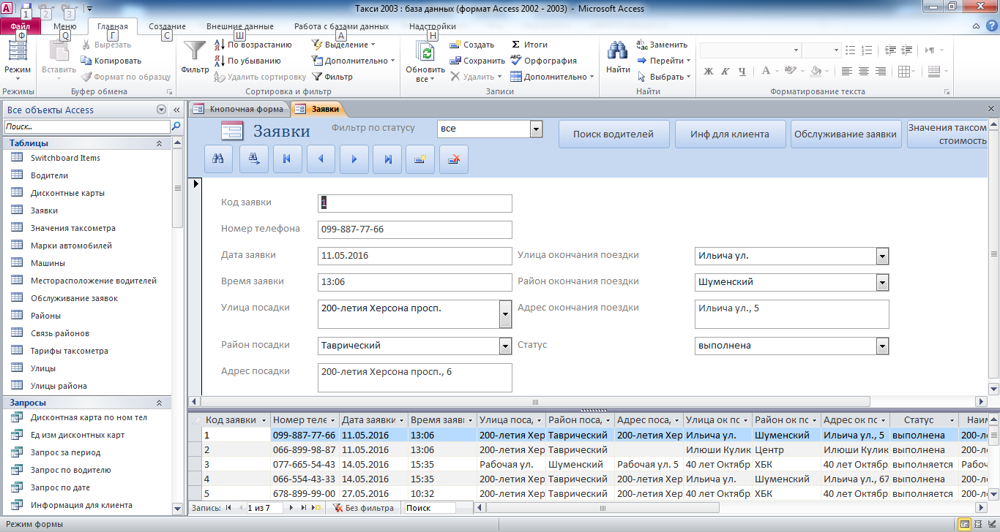 Такси 2003 : база данных (формат Access 2002 - 2003) - Microsoft Access
1 2 3
Файл Меню Главная Создание Внешние данные Работа с базами данных Надстройки
Ф Q Г С Ш А Н
Режим
Режимы
Вставить
Вырезать
Копировать
Формат по образцу
Буфер обмена
Фильтр
По возрастанию
По убыванию
Удалить сортировку
Выделение
Дополнительно
Фильтр
Сортировка и фильтр
Обновить
все
Создать
Сохранить
Удалить
Итоги
Орфография
Дополнительно
Записи
Найти
Заменить
Перейти
Выбрать
Найти
Ж К Ч
Форматирование текста
Все объекты Access
Поиск...
Таблицы
Switchboard Items
Водители
Дисконтные карты
Заявки
Значения таксометра
Марки автомобилей
Машины
Месторасположение водителей
Обслуживание заявок
Районы
Связь районов
Тарифы таксометра
Улицы
Улицы района
Запросы
Дисконтная карта по ном тел
Ед изм дисконтных карт
Запрос за период
Запрос по водителю
Запрос по дате
Информация для клиента
Кнопочная форма Заявки
Заявки Фильтр по статусу все
Поиск водителей Инф для клиента Обслуживание заявки Значения таксом
стоимость
Код заявки 1
Номер телефона 099-887-77-66
Дата заявки 11.05.2016 Улица окончания поездки Ильича ул.
Время заявки 13:06 Район окончания поездки Шуменский
Улица посадки 200-летия Херсона просп. Адрес окончания поездки Ильича ул., 5
Район посадки Таврический Статус выполнена
Адрес посадки 200-летия Херсона просп., 6
Код заявки Номер теле Дата заявки Время заяви Улица поса, Район поса, Адрес поса, Улица ок пс Район ок пс Адрес ок пс Статус Наим
1 099-887-77-66 11.05.2016 13:06 200-летия Хер Таврический 200-летия Хер Ильича ул. Шуменский Ильича ул., 5 выполнена 200-ле
2 066-899-98-87 11.05.2016 13:06 200-летия Хер Таврический Илюши Кулик Центр Илюши Кулик выполнена 200-ле
3 077-665-54-43 14.05.2016 15:35 Рабочая ул. Шуменский Рабочая ул. 5 40 лет Октябр ХБК 40 лет Октябр выполняется Рабоч
4 066-554-43-33 14.05.2016 15:35 200-летия Хер Таврический 200-летия Хер Ильича ул. Шуменский Ильича ул., 67 выполняется 200-ле
5 678-899-99-00 27.05.2016 10:32 200-летия Хер Таврический 200-летия Хер 40 лет Октябр ХБК 40 лет Октябр выполнена 200-ле
Запись: 1 из 7 Без фильтра Поиск
Режим формы